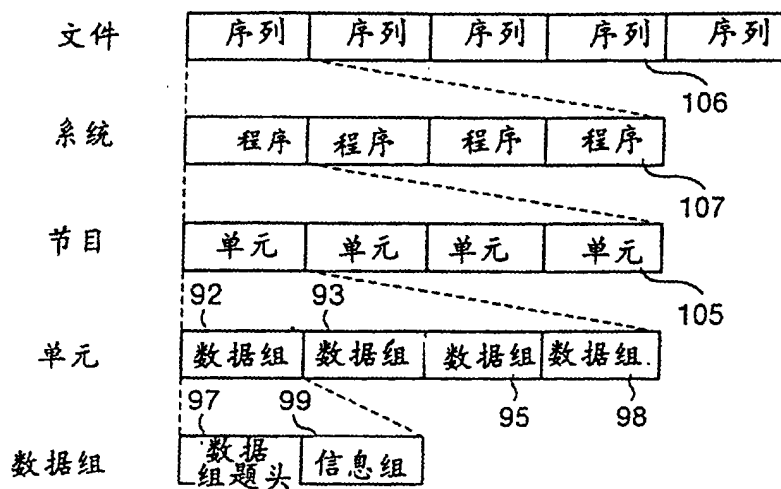 文件 序列 序列 序列 序列 序列
106
系统 程序 程序 程序 程序
107
节目 单元 单元 单元 单元
105
92 93
单元 数据组 数据组 数据组 数据组
97 99 95 98
数据组 数据 信息组
组题头